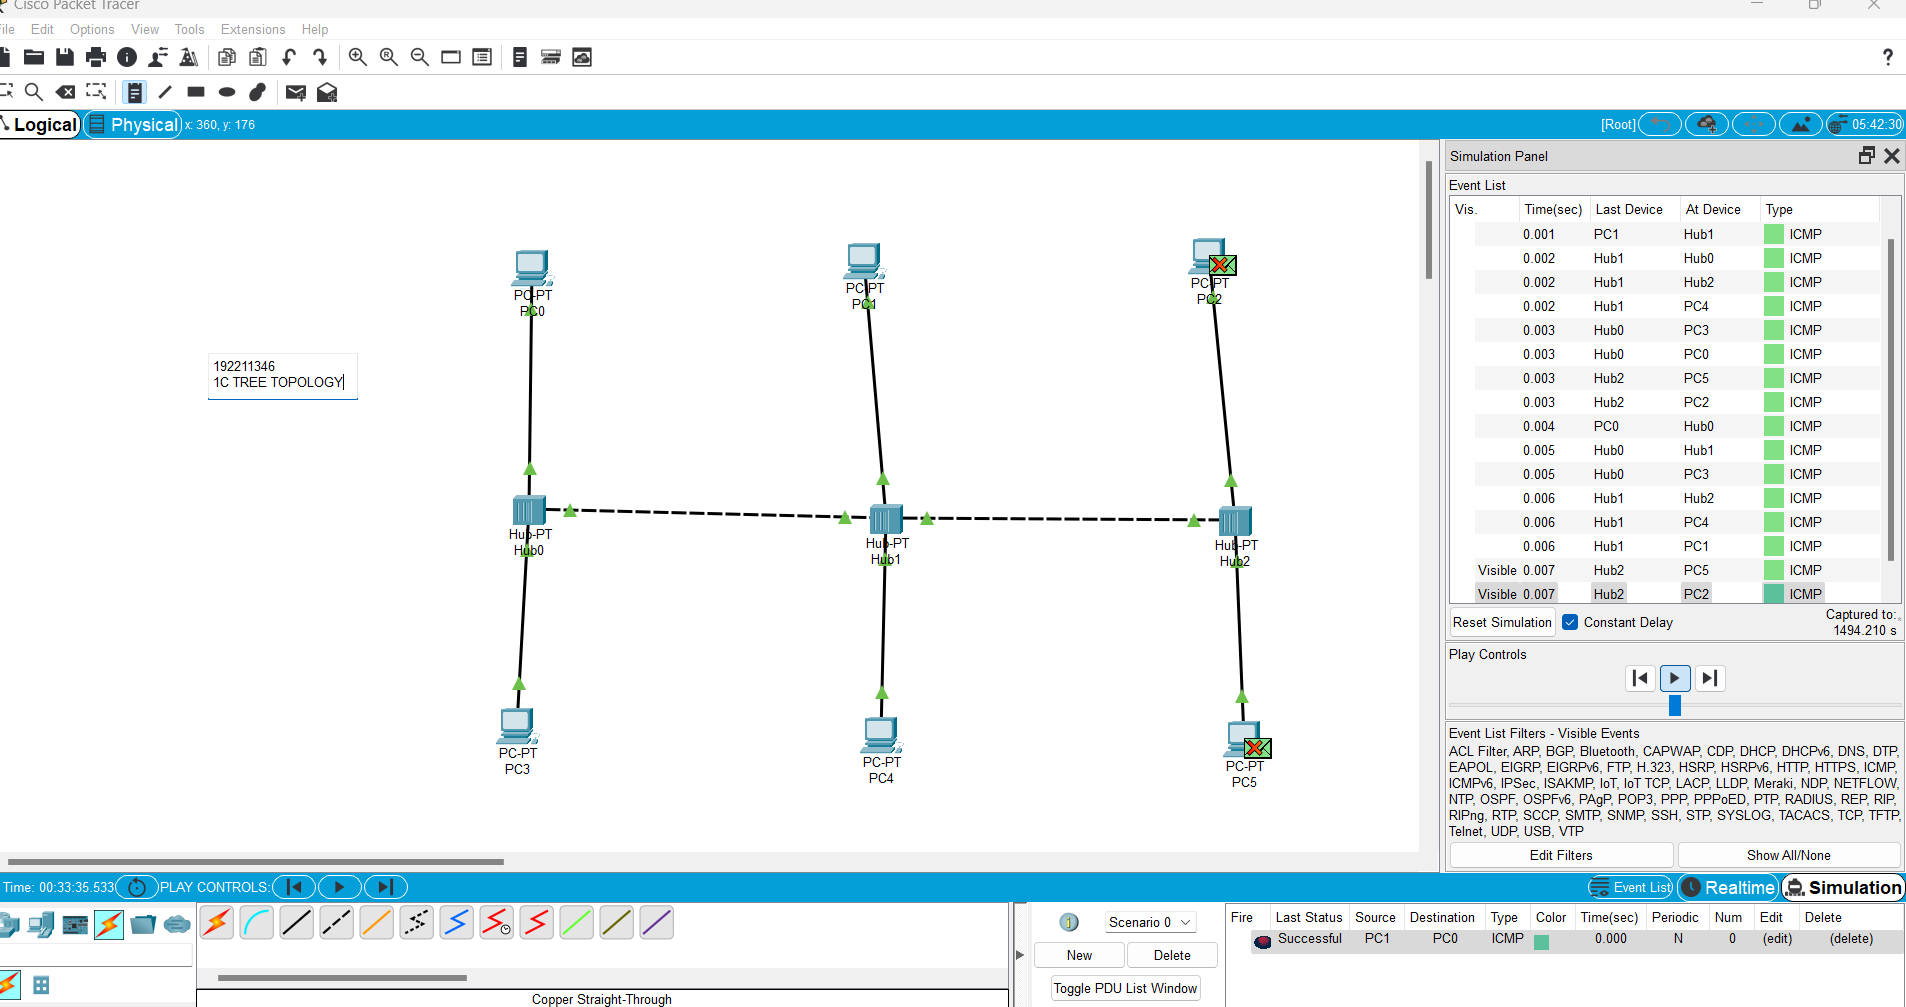 Cisco Packet Tracer
File Edit Options View Tools Extensions Help
?
Logical Physical x: 360, y: 176 [Root] 05:42:30
Simulation Panel
Event List
Vis. Time(sec) Last Device At Device Type
0.001 PC1 Hub1 ICMP
0.002 Hub1 Hub0 ICMP
0.002 Hub1 Hub2 ICMP
0.002 Hub1 PC4 ICMP
0.003 Hub0 PC3 ICMP
0.003 Hub0 PC0 ICMP
0.003 Hub2 PC5 ICMP
0.003 Hub2 PC2 ICMP
0.004 PC0 Hub0 ICMP
0.005 Hub0 Hub1 ICMP
0.005 Hub0 PC3 ICMP
0.006 Hub1 Hub2 ICMP
0.006 Hub1 PC4 ICMP
0.006 Hub1 PC1 ICMP
Visible 0.007 Hub2 PC5 ICMP
Visible 0.007 Hub2 PC2 ICMP
Reset Simulation Constant Delay Captured to:
1494.210 s
Play Controls
Event List Filters - Visible Events
ACL Filter, ARP, BGP, Bluetooth, CAPWAP, CDP, DHCP, DHCPv6, DNS, DTP,
EAPOL, EIGRP, EIGRPv6, FTP, H.323, HSRP, HSRPv6, HTTP, HTTPS, ICMP,
ICMPv6, IPSec, ISAKMP, IoT, IoT TCP, LACP, LLDP, Meraki, NDP, NETFLOW,
NTP, OSPF, OSPFv6, PAgP, POP3, PPP, PPPoED, PTP, RADIUS, REP, RIP,
RIPng, RTP, SCCP, SMTP, SNMP, SSH, STP, SYSLOG, TACACS, TCP, TFTP,
Telnet, UDP, USB, VTP
Edit Filters Show All/None
PC-PT
PC0
PC-PT
PC1
PC-PT
PC2
192211346
1C TREE TOPOLOGY
Hub-PT
Hub0
Hub-PT
Hub1
Hub-PT
Hub2
PC-PT
PC3
PC-PT
PC4
PC-PT
PC5
Time: 00:33:35.533 PLAY CONTROLS: Event List Realtime Simulation
Scenario 0
New Delete
Toggle PDU List Window
Fire Last Status Source Destination Type Color Time(sec) Periodic Num Edit Delete
Successful PC1 PC0 ICMP 0.000 N 0 (edit) (delete)
Copper Straight-Through